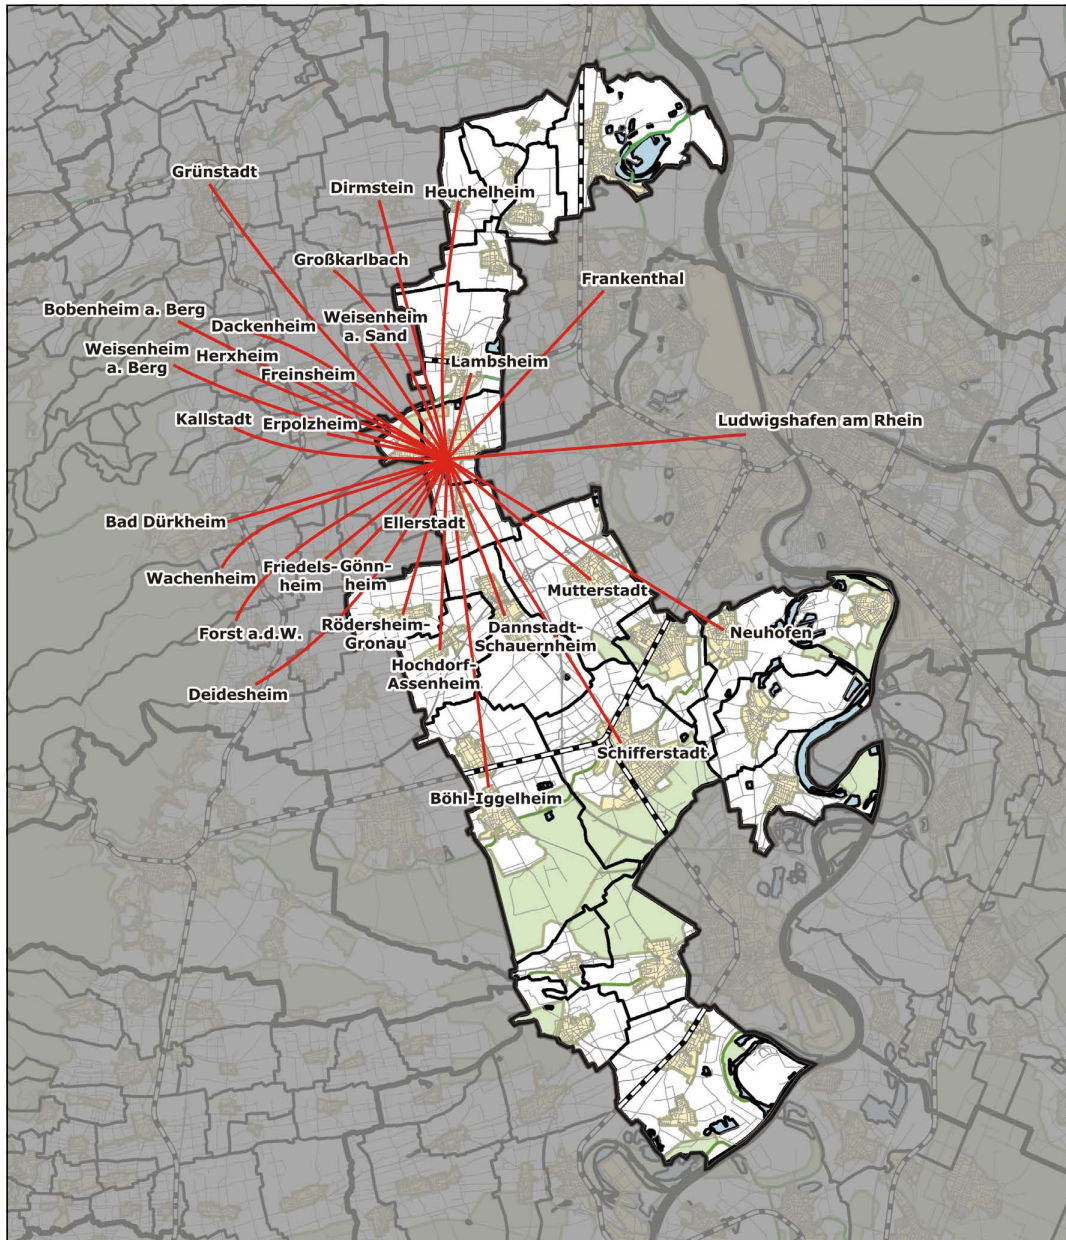 Grünstadt
Dirmstein
Heuchelheim
Großkarlbach
Frankenthal
Bobenheim a. Berg
Dackenheim
Weisenheim
a. Sand
Weisenheim
a. Berg
Herxheim
Freinsheim
Lambsheim
Kallstadt
Erpolzheim
Ludwigshafen am Rhein
Bad Dürkheim
Ellerstadt
Wachenheim
Friedels-
heim
Gönn-
heim
Mutterstadt
Forst a.d.W.
Rödersheim-
Gronau
Dannstadt-
Schauernheim
Neuhofen
Hochdorf-
Assenheim
Deidesheim
Schifferstadt
Böhl-Iggelheim